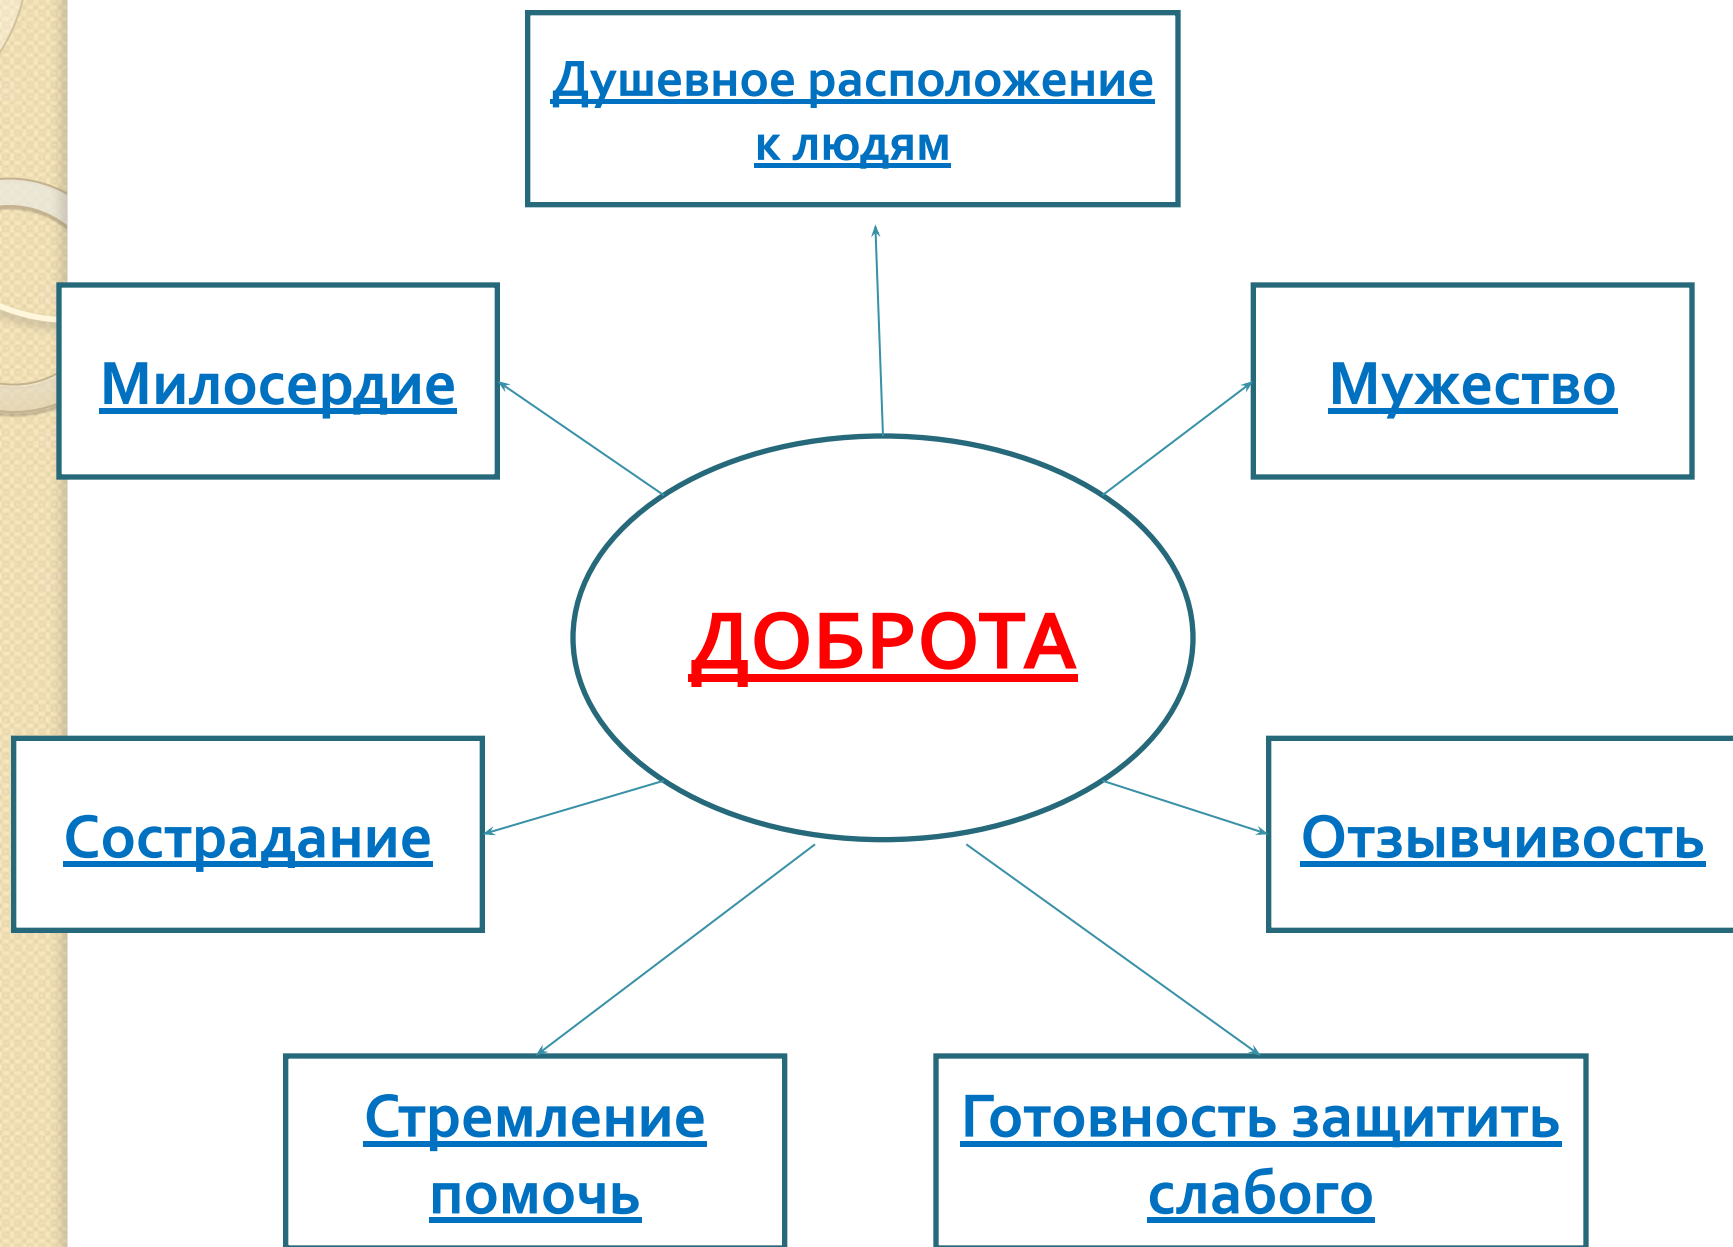 Душевное расположение
к людям
Милосердие
Мужество
ДОБРОТА
Сострадание
Отзывчивость
Стремление
помочь
Готовность защитить
слабого